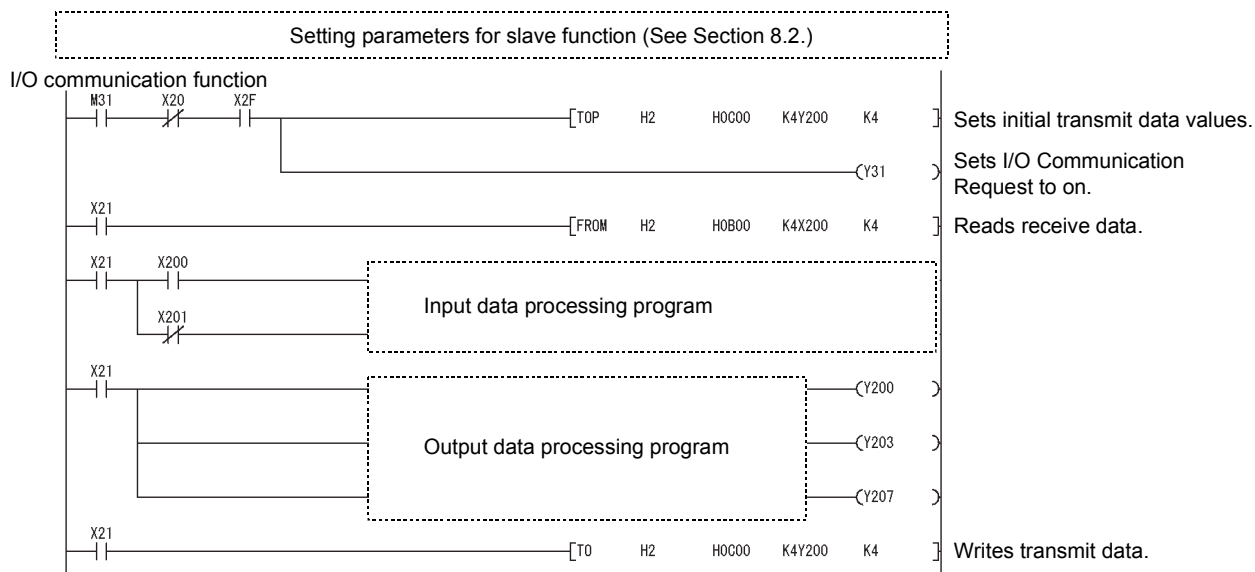 Setting parameters for slave function (See Section 8.2.)
I/O communication function
M31 X20 X2F
TOP H2 H0C00 K4Y200 K4 Sets initial transmit data values.
Y31 Sets I/O Communication
Request to on.
X21
FROM H2 H0B00 K4X200 K4 Reads receive data.
X21 X200
Input data processing program
X201
X21
Y200
Output data processing program Y203
Y207
X21
TO H2 H0C00 K4Y200 K4 Writes transmit data.